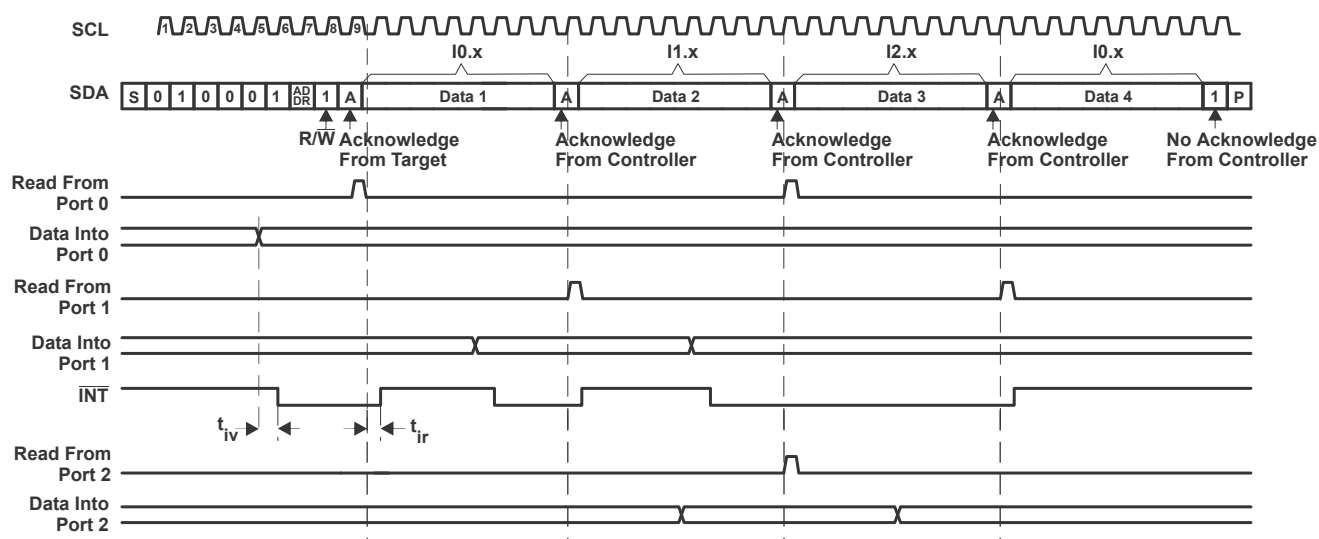 SCL 1 2 3 4 5 6 7 8 9
I0.x I1.x I2.x I0.x
SDA S 0 1 0 0 0 1 AD DR 1 A Data 1 A Data 2 A Data 3 A Data 4 1 P
R/W
Acknowledge
From Target
Acknowledge
From Controller
Acknowledge
From Controller
Acknowledge
From Controller
No Acknowledge
From Controller
Read From
Port 0
Data Into
Port 0
Read From
Port 1
Data Into
Port 1
INT
tiv tir
Read From
Port 2
Data Into
Port 2